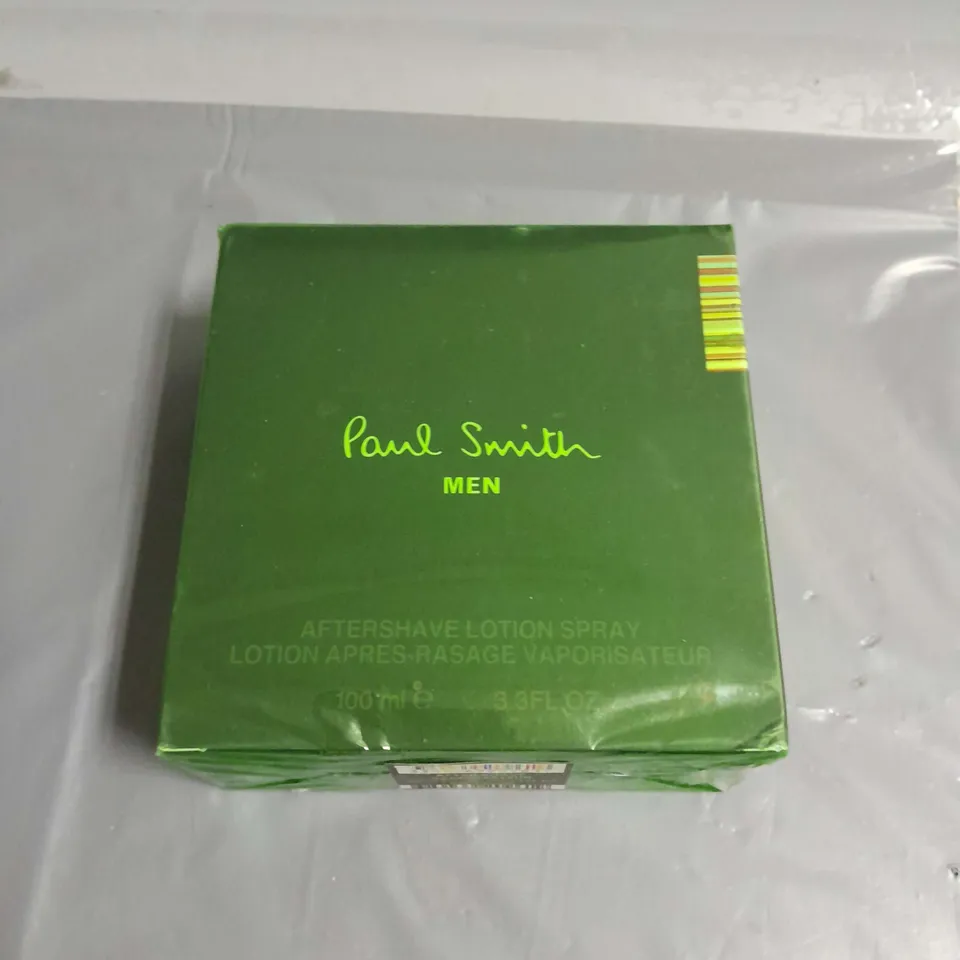 Paul Smith
MEN
AFTERSHAVE LOTION SPRAY
LOTION APRES-RASAGE VAPORISATEUR
100 ml ℮ 3.3FL.OZ